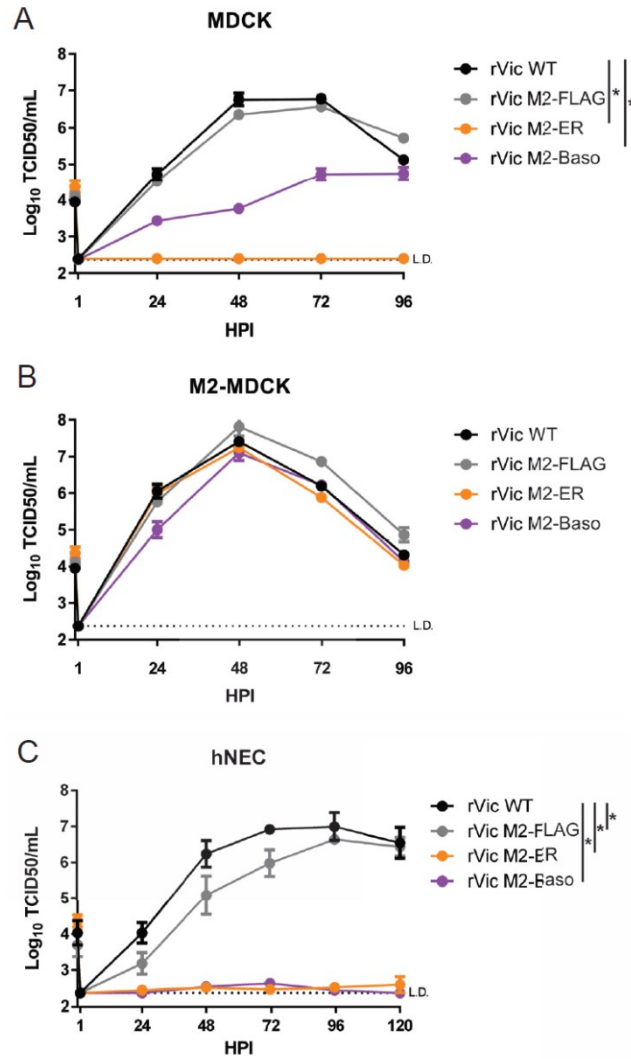 A
MDCK
8
7
6
5
4
3
2
Log10 TCID50/mL
1 24 48 72 96
HPI
L.D.
rVic WT
rVic M2-FLAG
rVic M2-ER
rVic M2-Baso
*
*
B
M2-MDCK
8
7
6
5
4
3
2
Log10 TCID50/mL
1 24 48 72 96
HPI
L.D.
rVic WT
rVic M2-FLAG
rVic M2-ER
rVic M2-Baso
C
hNEC
8
7
6
5
4
3
2
Log10 TCID50/mL
1 24 48 72 96 120
HPI
L.D.
rVic WT
rVic M2-FLAG
rVic M2-ER
rVic M2-Baso
*
*
*